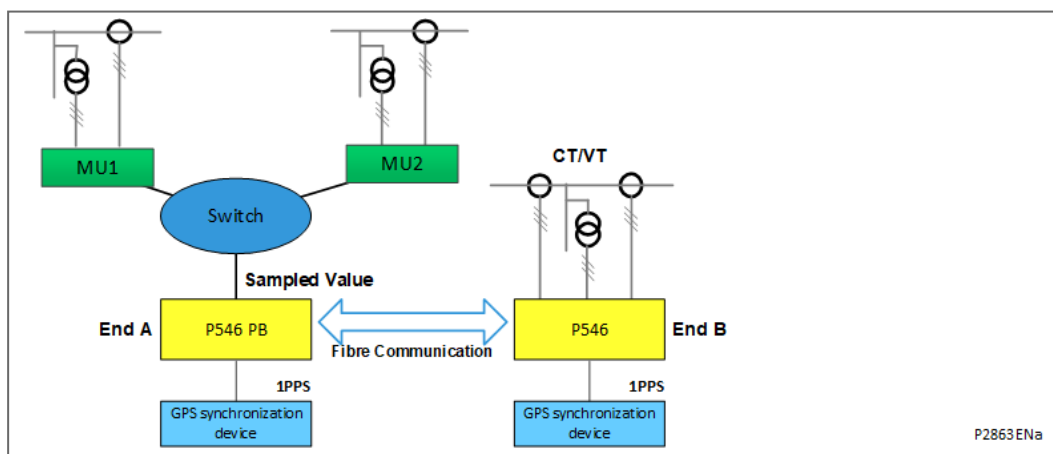 MU1
MU2
CT/VT
Switch
Sampled Value
End A
P546 PB
P546
End B
Fibre Communication
1PPS
1PPS
GPS synchronization
device
GPS synchronization
device
P2863ENa